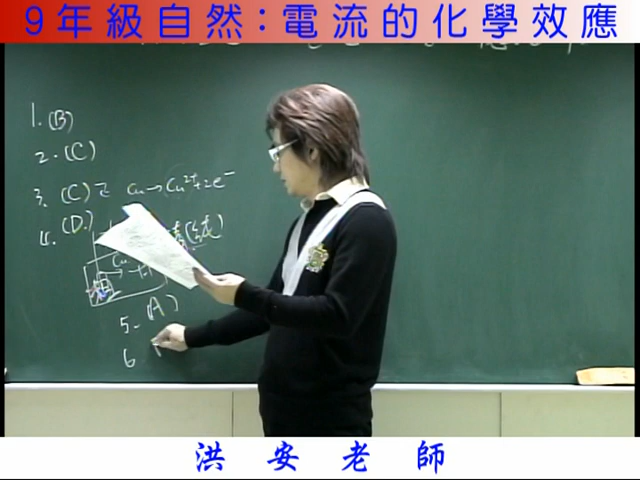 9年級自然:電流的化學效應
1. (B)
2. (C)
3. (C) Cu → Cu²⁺ + 2e⁻
4. (D)
Cu
5. (A)
6
洪安老師